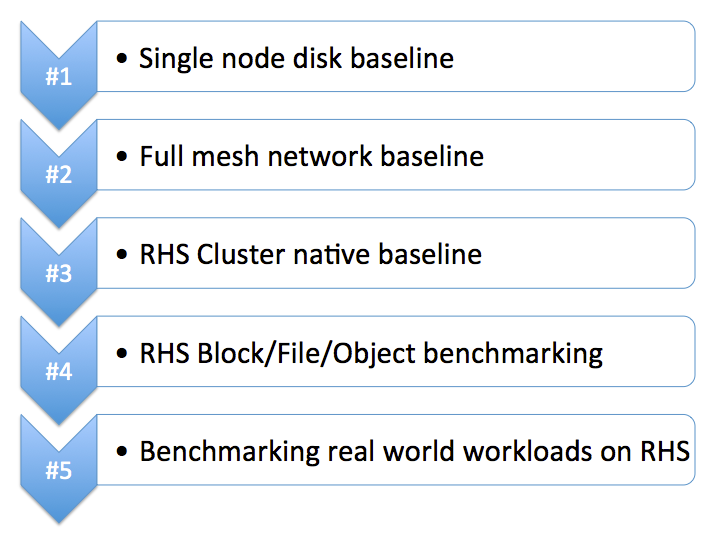 #1
• Single node disk baseline
#2
• Full mesh network baseline
#3
• RHS Cluster native baseline
#4
• RHS Block/File/Object benchmarking
#5
• Benchmarking real world workloads on RHS